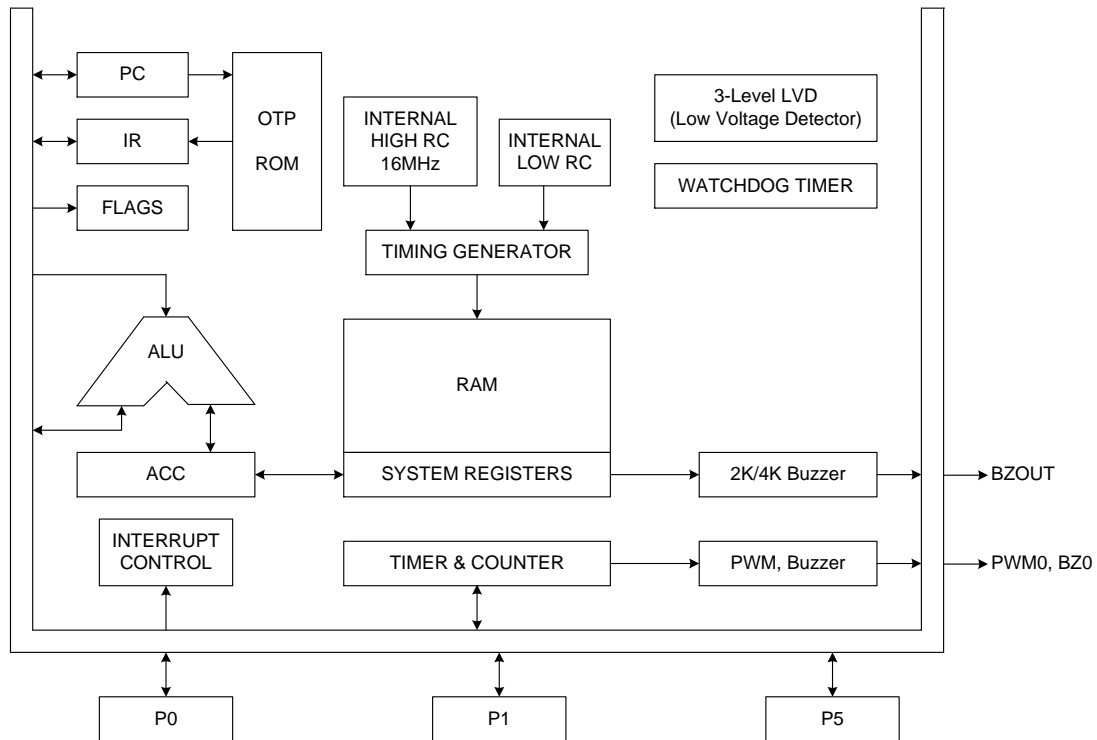 PC
IR
FLAGS
OTP
ROM
INTERNAL
HIGH RC
16MHz
INTERNAL
LOW RC
3-Level LVD
(Low Voltage Detector)
WATCHDOG TIMER
TIMING GENERATOR
ALU
RAM
ACC
SYSTEM REGISTERS
2K/4K Buzzer
BZOUT
INTERRUPT
CONTROL
TIMER & COUNTER
PWM, Buzzer
PWM0, BZ0
P0
P1
P5